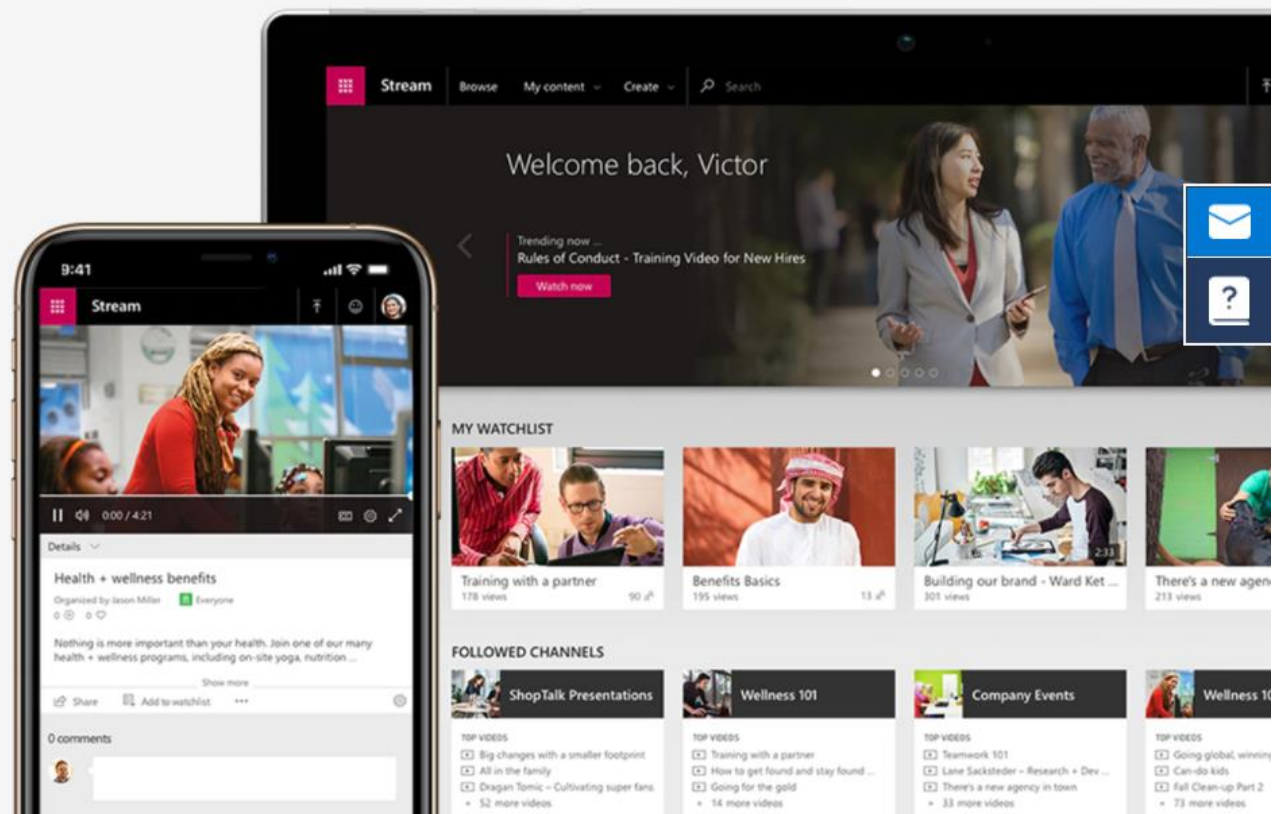 Stream
Browse
My content
Create
Search
Welcome back, Victor
Trending now ...
Rules of Conduct - Training Video for New Hires
Watch now
9:41
Stream
0:00 / 4:21
CC
Details
Health + wellness benefits
Organized by Jason Miller
Everyone
0
0
Nothing is more important than your health. Join one of our many
health + wellness programs, including on-site yoga, nutrition ...
Show more
Share
Add to watchlist
...
0 comments
?
MY WATCHLIST
Training with a partner
178 views
90
Benefits Basics
195 views
13
2:33
Building our brand - Ward Ket ...
301 views
There's a new agen
213 views
FOLLOWED CHANNELS
ShopTalk Presentations
TOP VIDEOS
Big changes with a smaller footprint
All in the family
Dragan Tomic – Cultivating super fans
+ 52 more videos
Wellness 101
TOP VIDEOS
Training with a partner
How to get found and stay found ...
Going for the gold
+ 14 more videos
Company Events
TOP VIDEOS
Teamwork 101
Lane Sacksteder – Research + Dev ...
There's a new agency in town
+ 33 more videos
Wellness 10
TOP VIDEOS
Going global, winning
Can-do kids
Fall Clean-up Part 2
+ 73 more videos